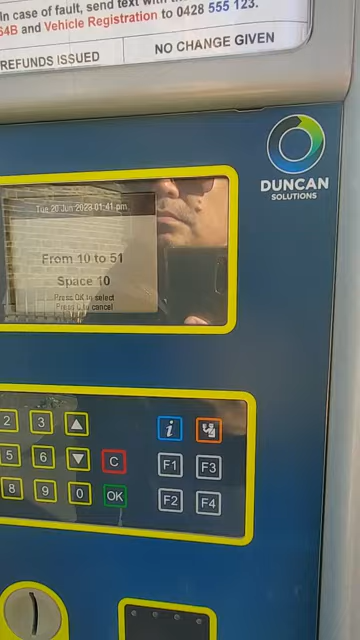 In case of fault, send text with
64B and Vehicle Registration to 0428 555 123.
REFUNDS ISSUED
NO CHANGE GIVEN
DUNCAN
SOLUTIONS
Tue 20 Jun 2023 01:41 pm
From 10 to 51
Space 10
Press OK to select
Press C to cancel
2 3 i
5 6 C F1 F3
8 9 0 OK F2 F4